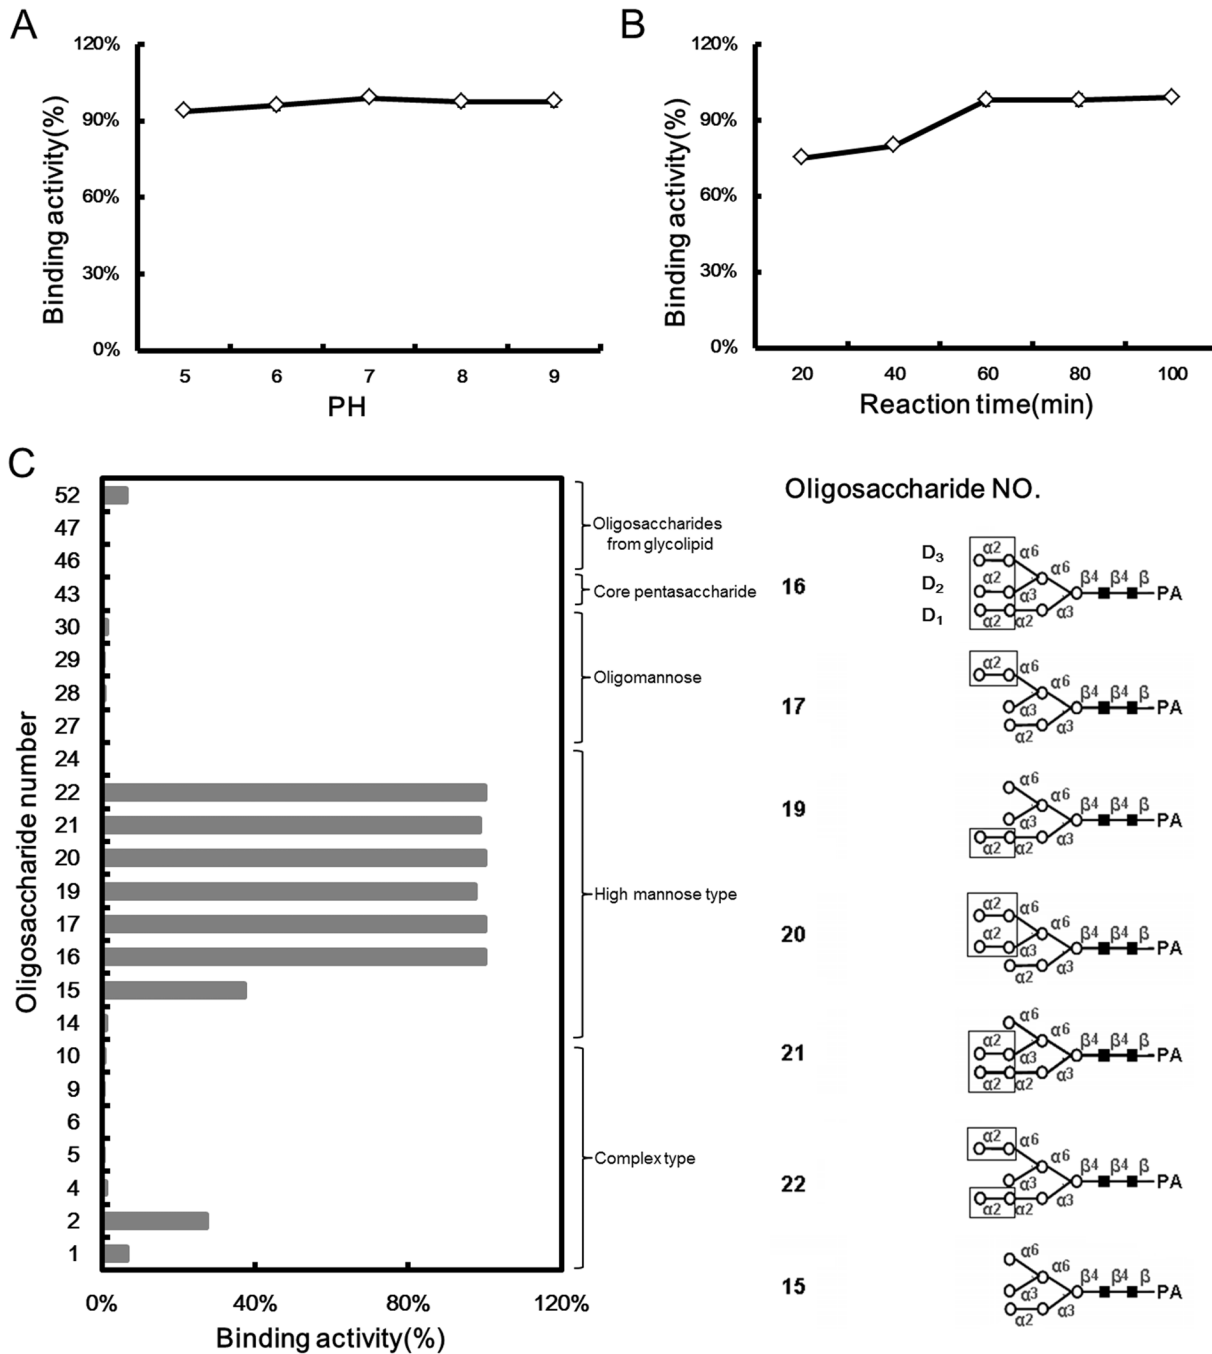 A
120%
90%
60%
30%
0%
Binding activity(%)
5 6 7 8 9
PH
B
120%
90%
60%
30%
0%
Binding activity(%)
20 40 60 80 100
Reaction time(min)
C
Oligosaccharide number
52
47
46
43
30
29
28
27
24
22
21
20
19
17
16
15
14
10
9
6
5
4
2
1
0% 40% 80% 120%
Binding activity(%)
Oligosaccharides
from glycolipid
Core pentasaccharide
Oligomannose
High mannose type
Complex type
Oligosaccharide NO.
16
D3 α2 α6
α6
D2 α2 α3 β4 β4 β PA
D1 α2 α2 α3
17
α2 α6
α6
α3 β4 β4 β PA
α2 α3
19
α6
α6
α3 β4 β4 β PA
α2 α2 α3
20
α2 α6
α6
α2 α3 β4 β4 β PA
α2 α3
21
α6
α6
α2 α3 β4 β4 β PA
α2 α2 α3
22
α2 α6
α6
α3 β4 β4 β PA
α2 α2 α3
15
α6
α6
α3 β4 β4 β PA
α2 α3